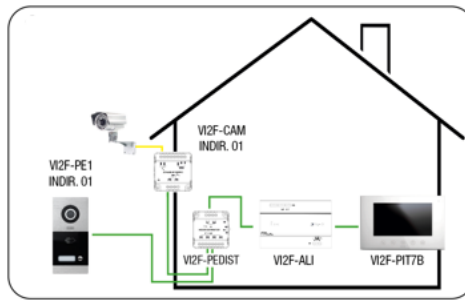 VI2F-CAM
INDIR. 01
VI2F-PE1
INDIR. 01
VI2F-PEDIST
VI2F-ALI
VI2F-PIT7B